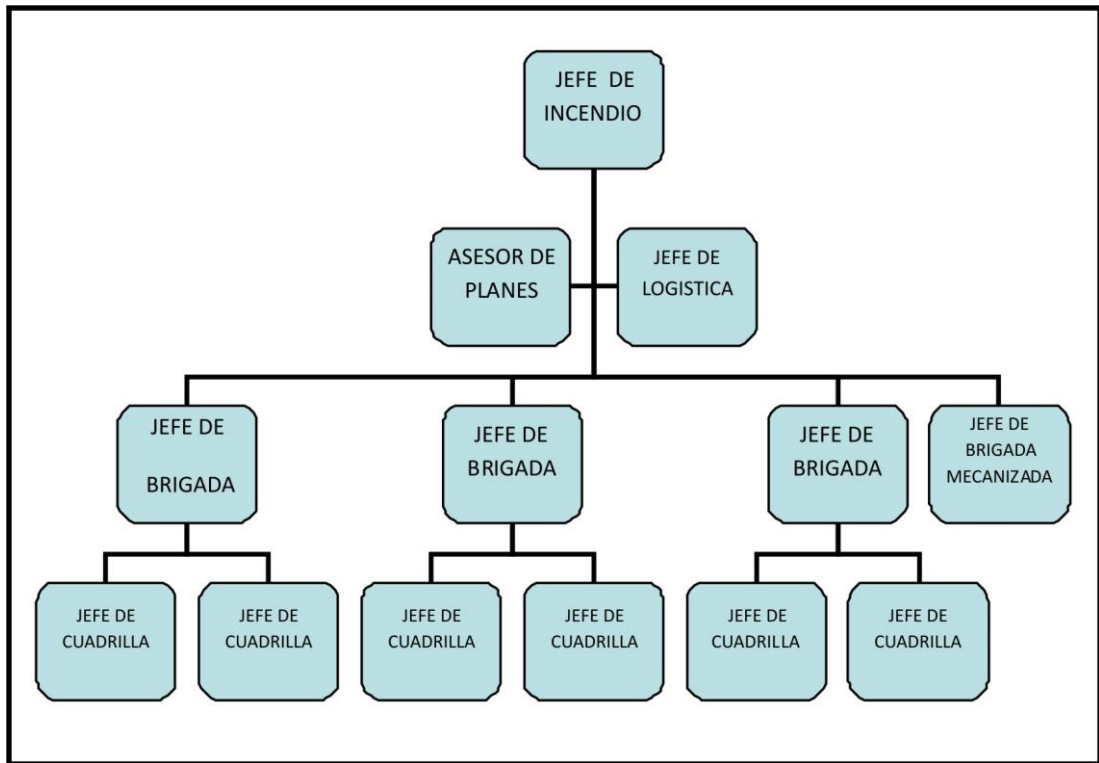 JEFE DE
INCENDIO
ASESOR DE
PLANES
JEFE DE
LOGISTICA
JEFE DE
BRIGADA
JEFE DE
BRIGADA
JEFE DE
BRIGADA
JEFE DE
BRIGADA
MECANIZADA
JEFE DE
CUADRILLA
JEFE DE
CUADRILLA
JEFE DE
CUADRILLA
JEFE DE
CUADRILLA
JEFE DE
CUADRILLA
JEFE DE
CUADRILLA